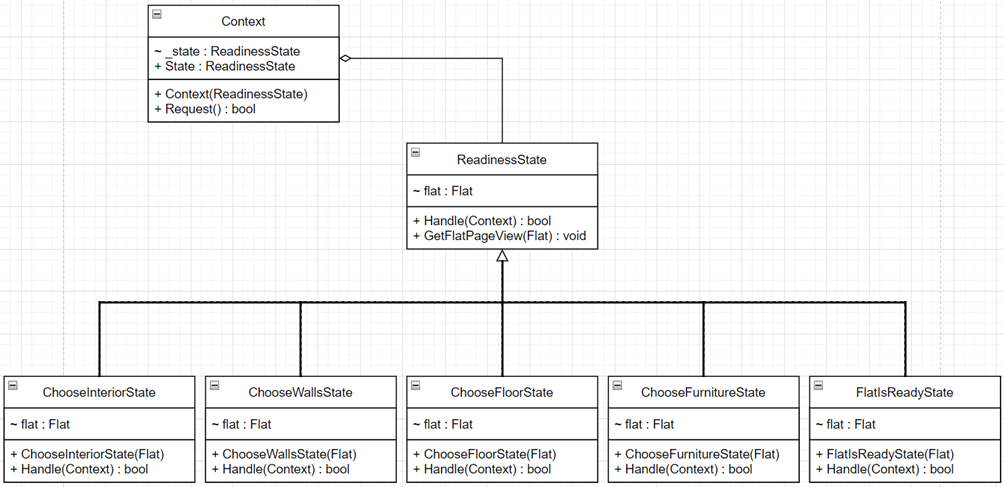 Context
~ _state : ReadinessState
+ State : ReadinessState
+ Context(ReadinessState)
+ Request() : bool
ReadinessState
~ flat : Flat
+ Handle(Context) : bool
+ GetFlatPageView(Flat) : void
ChooseInteriorState
~ flat : Flat
+ ChooseInteriorState(Flat)
+ Handle(Context) : bool
ChooseWallsState
~ flat : Flat
+ ChooseWallsState(Flat)
+ Handle(Context) : bool
ChooseFloorState
~ flat : Flat
+ ChooseFloorState(Flat)
+ Handle(Context) : bool
ChooseFurnitureState
~ flat : Flat
+ ChooseFurnitureState(Flat)
+ Handle(Context) : bool
FlatIsReadyState
~ flat : Flat
+ FlatIsReadyState(Flat)
+ Handle(Context) : bool